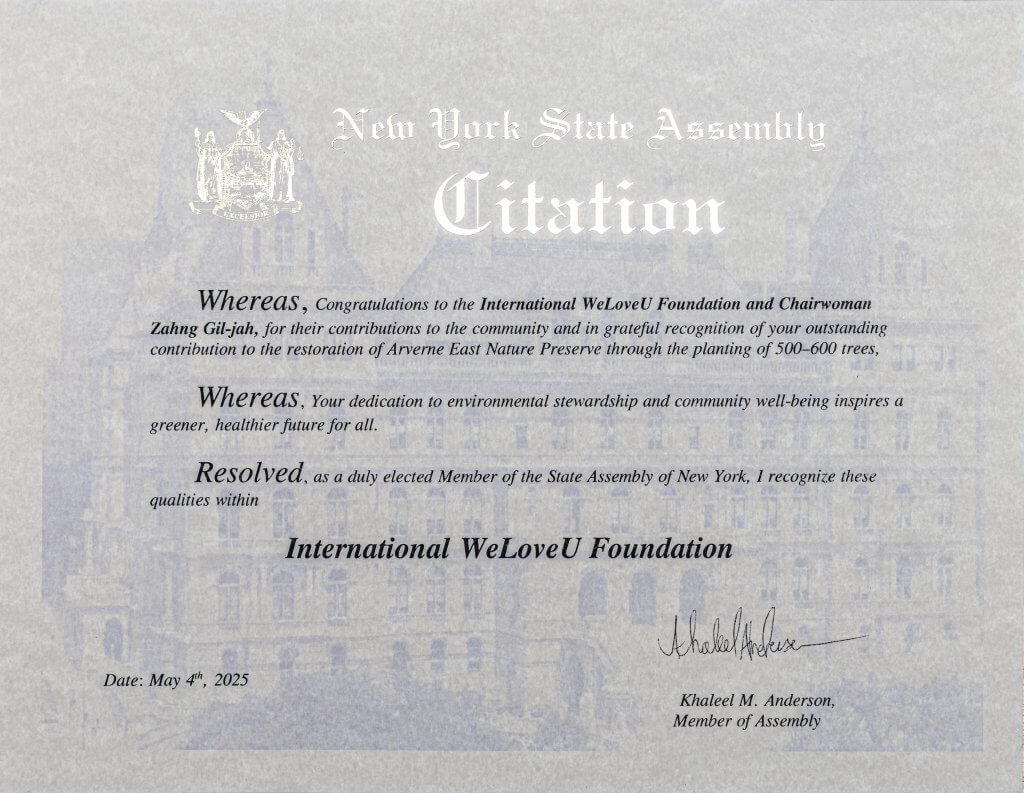 New York State Assembly
Citation
EXCELSIOR
Whereas, Congratulations to the International WeLoveU Foundation and Chairwoman
Zahng Gil-jah, for their contributions to the community and in grateful recognition of your outstanding
contribution to the restoration of Arverne East Nature Preserve through the planting of 500–600 trees,
Whereas, Your dedication to environmental stewardship and community well-being inspires a
greener, healthier future for all.
Resolved, as a duly elected Member of the State Assembly of New York, I recognize these
qualities within
International WeLoveU Foundation
Khaleel Anderson
Date: May 4th, 2025
Khaleel M. Anderson,
Member of Assembly